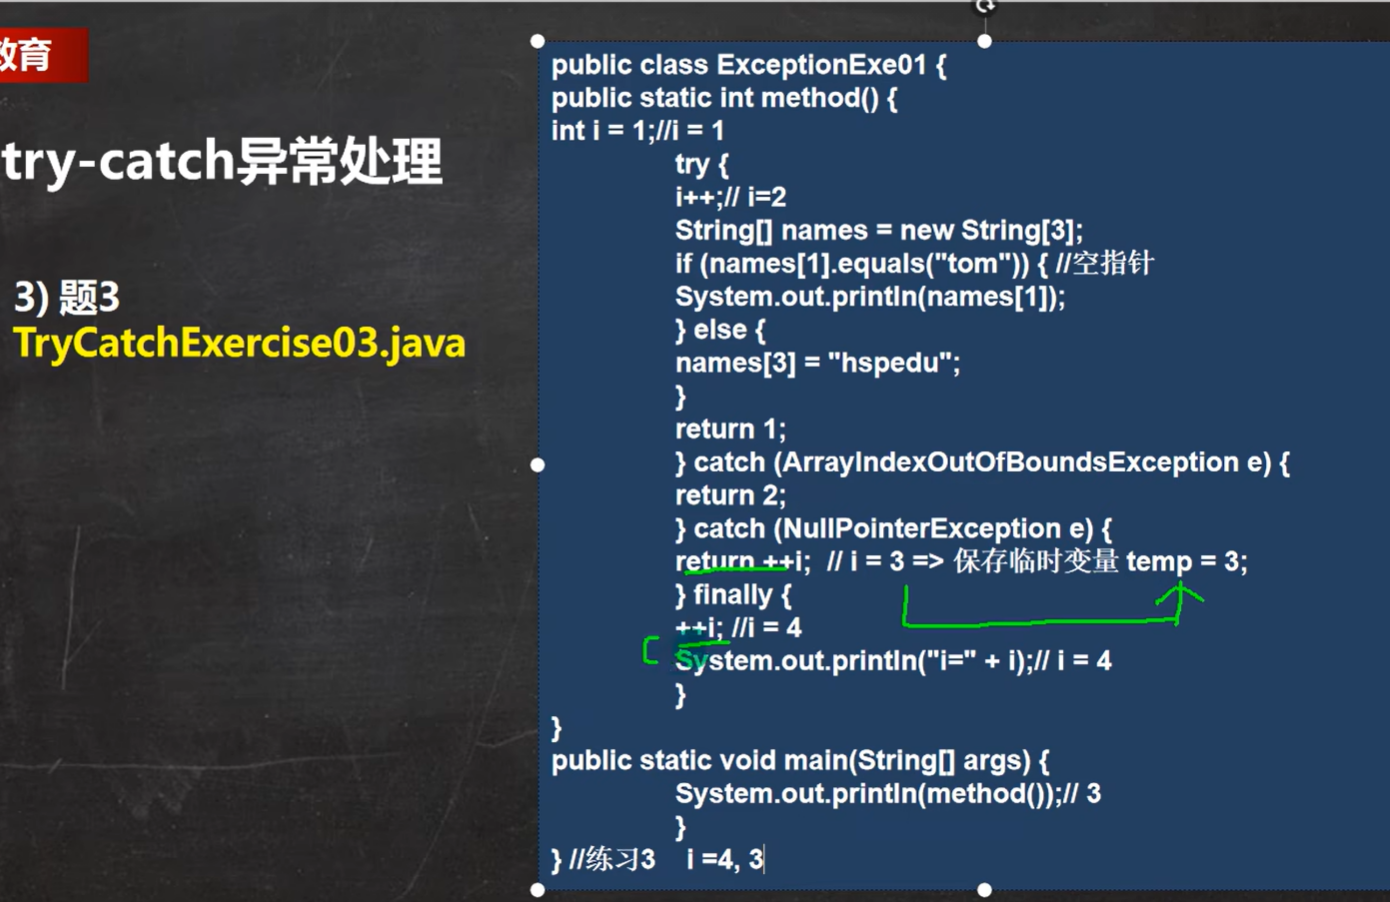 教育
try-catch异常处理
3) 题3
TryCatchExercise03.java
public class ExceptionExe01 {
public static int method() {
int i = 1;//i = 1
try {
i++;// i=2
String[] names = new String[3];
if (names[1].equals("tom")) { //空指针
System.out.println(names[1]);
} else {
names[3] = "hspedu";
}
return 1;
} catch (ArrayIndexOutOfBoundsException e) {
return 2;
} catch (NullPointerException e) {
return ++i;  // i = 3 => 保存临时变量 temp = 3;
} finally {
++i; //i = 4
System.out.println("i=" + i);// i = 4
}
}
public static void main(String[] args) {
System.out.println(method());// 3
}
} //练习3    i =4, 3